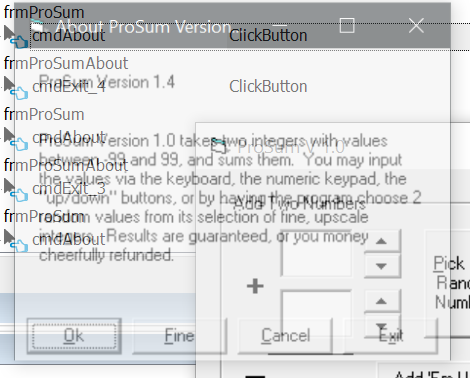 frmProSum
About ProSum Version
cmdAbout ClickButton
frmProSumAbout
ProSum Version 1.4
cmdExit_4 ClickButton
frmProSum
cmdAbout
ProSum Version 1.0 takes two integers with values
between -99 and 99, and sums them. You may input
the values via the keyboard, the numeric keypad, the
"up/down" buttons, or by having the program choose 2
random values from its selection of fine, upscale
integers. Results are guaranteed, or you money
cheerfully refunded.
frmProSumAbout
cmdExit_3
frmProSum
cmdAbout
ProSum V 1.0
Add Two Numbers
+
Pick
Ran
Num
Ok Fine Cancel Exit
Add 'Em U